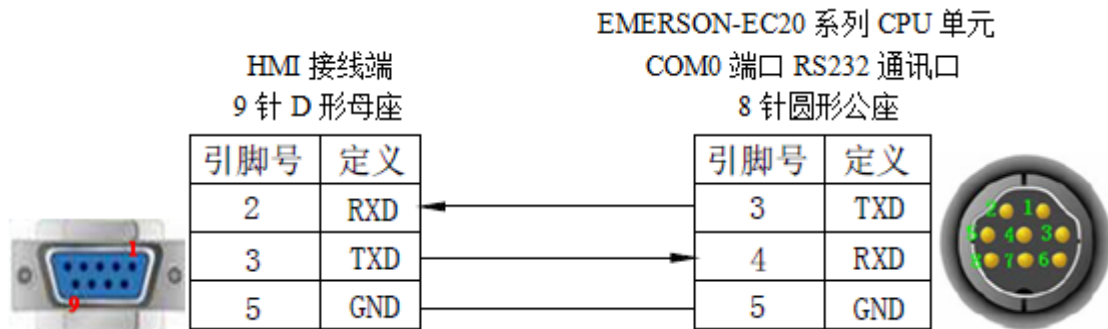 EMERSON-EC20 系列 CPU 单元
HMI 接线端
COM0 端口 RS232 通讯口
9 针 D 形母座
8 针圆形公座
引脚号 定义
引脚号 定义
2 RXD
3 TXD
3 TXD
4 RXD
5 GND
5 GND
1
9
2 1
5 4 3
8 7 6